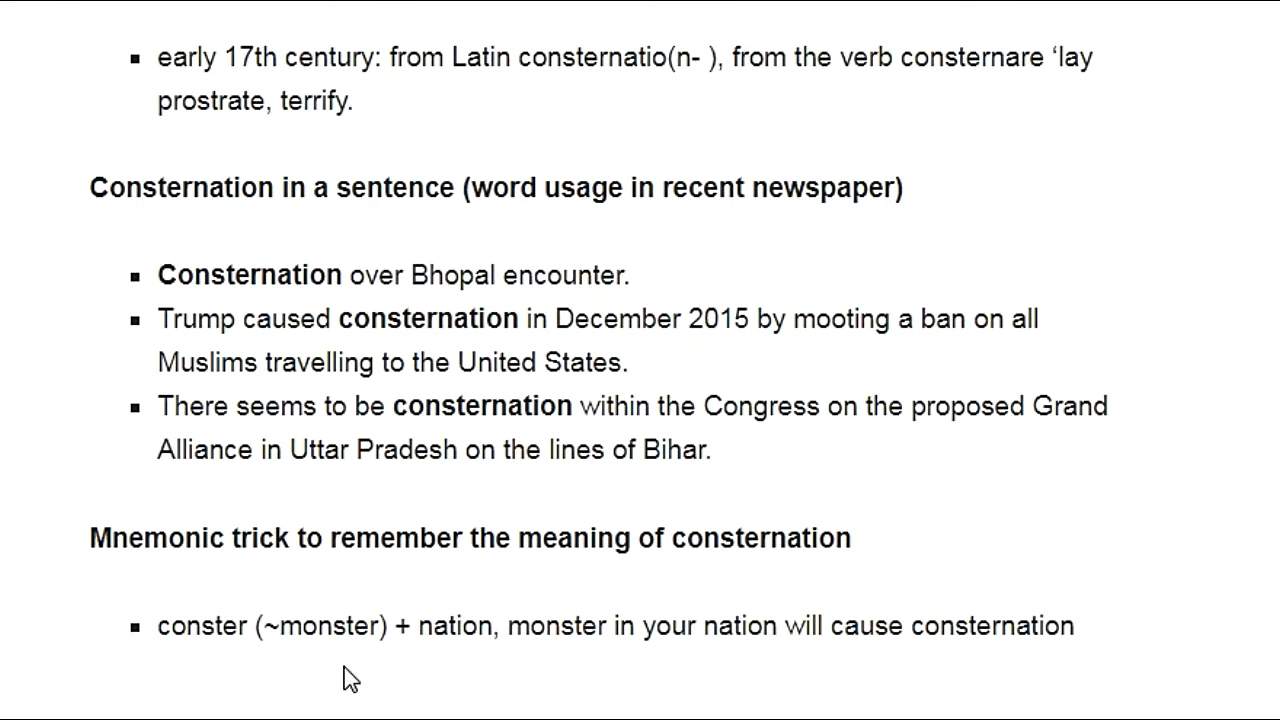 ▪ early 17th century: from Latin consternatio(n- ), from the verb consternare ‘lay
prostrate, terrify.
Consternation in a sentence (word usage in recent newspaper)
▪ Consternation over Bhopal encounter.
▪ Trump caused consternation in December 2015 by mooting a ban on all
Muslims travelling to the United States.
▪ There seems to be consternation within the Congress on the proposed Grand
Alliance in Uttar Pradesh on the lines of Bihar.
Mnemonic trick to remember the meaning of consternation
▪ conster (~monster) + nation, monster in your nation will cause consternation